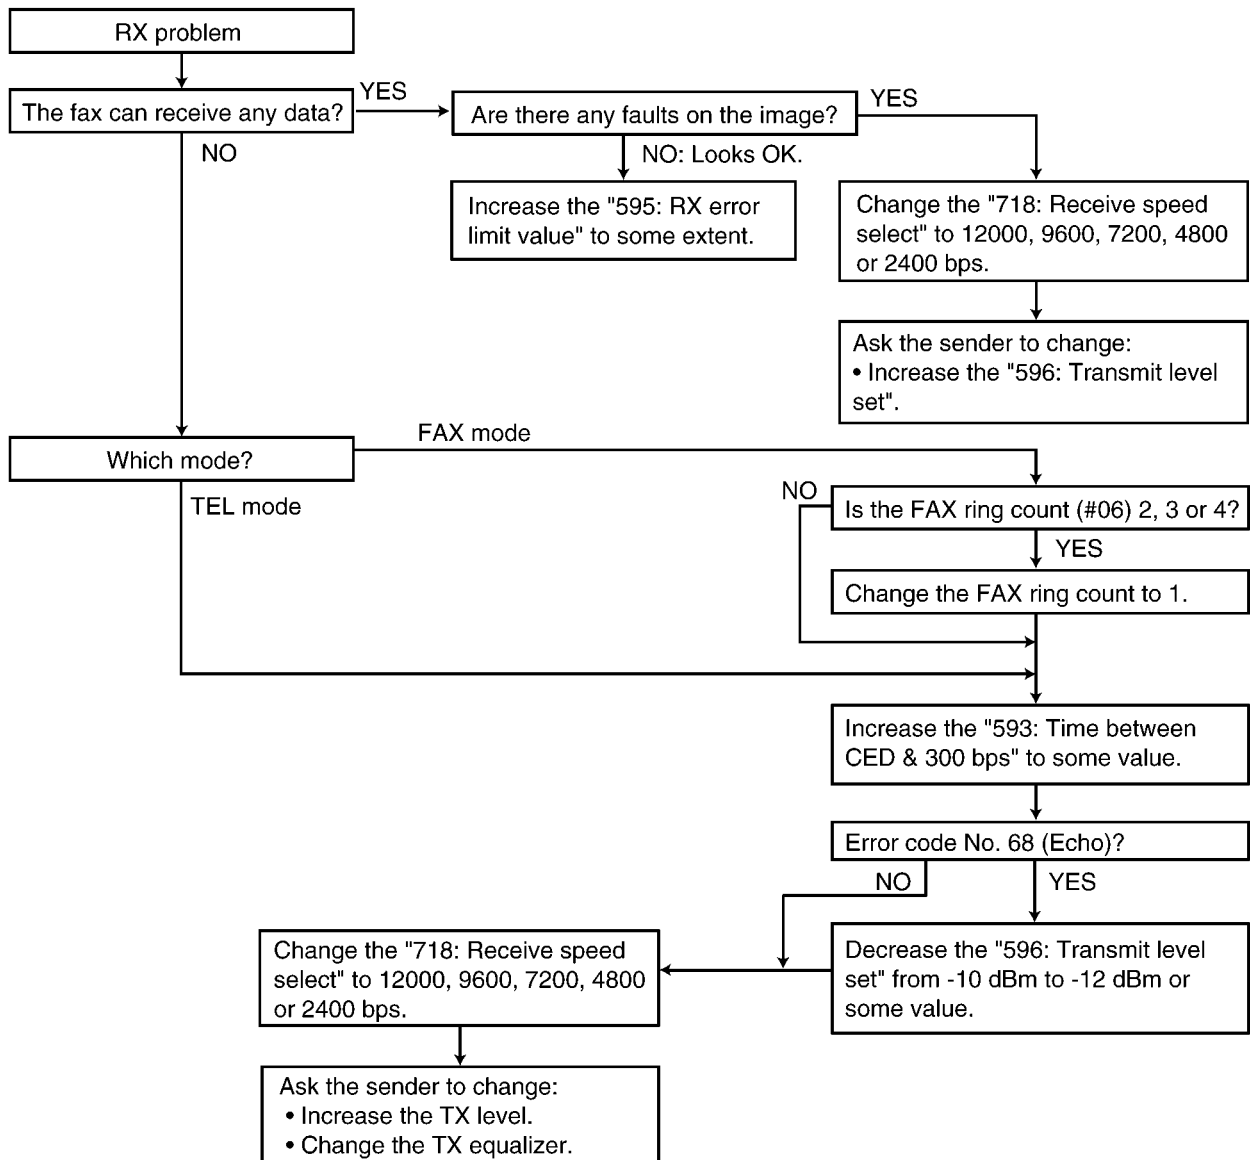 RX problem
The fax can receive any data?
YES
Are there any faults on the image?
YES
NO
NO: Looks OK.
Increase the "595: RX error
limit value" to some extent.
Change the "718: Receive speed
select" to 12000, 9600, 7200, 4800
or 2400 bps.
Ask the sender to change:
• Increase the "596: Transmit level
set".
Which mode?
FAX mode
TEL mode
NO
Is the FAX ring count (#06) 2, 3 or 4?
YES
Change the FAX ring count to 1.
Increase the "593: Time between
CED & 300 bps" to some value.
Error code No. 68 (Echo)?
NO
YES
Decrease the "596: Transmit level
set" from -10 dBm to -12 dBm or
some value.
Change the "718: Receive speed
select" to 12000, 9600, 7200, 4800
or 2400 bps.
Ask the sender to change:
• Increase the TX level.
• Change the TX equalizer.